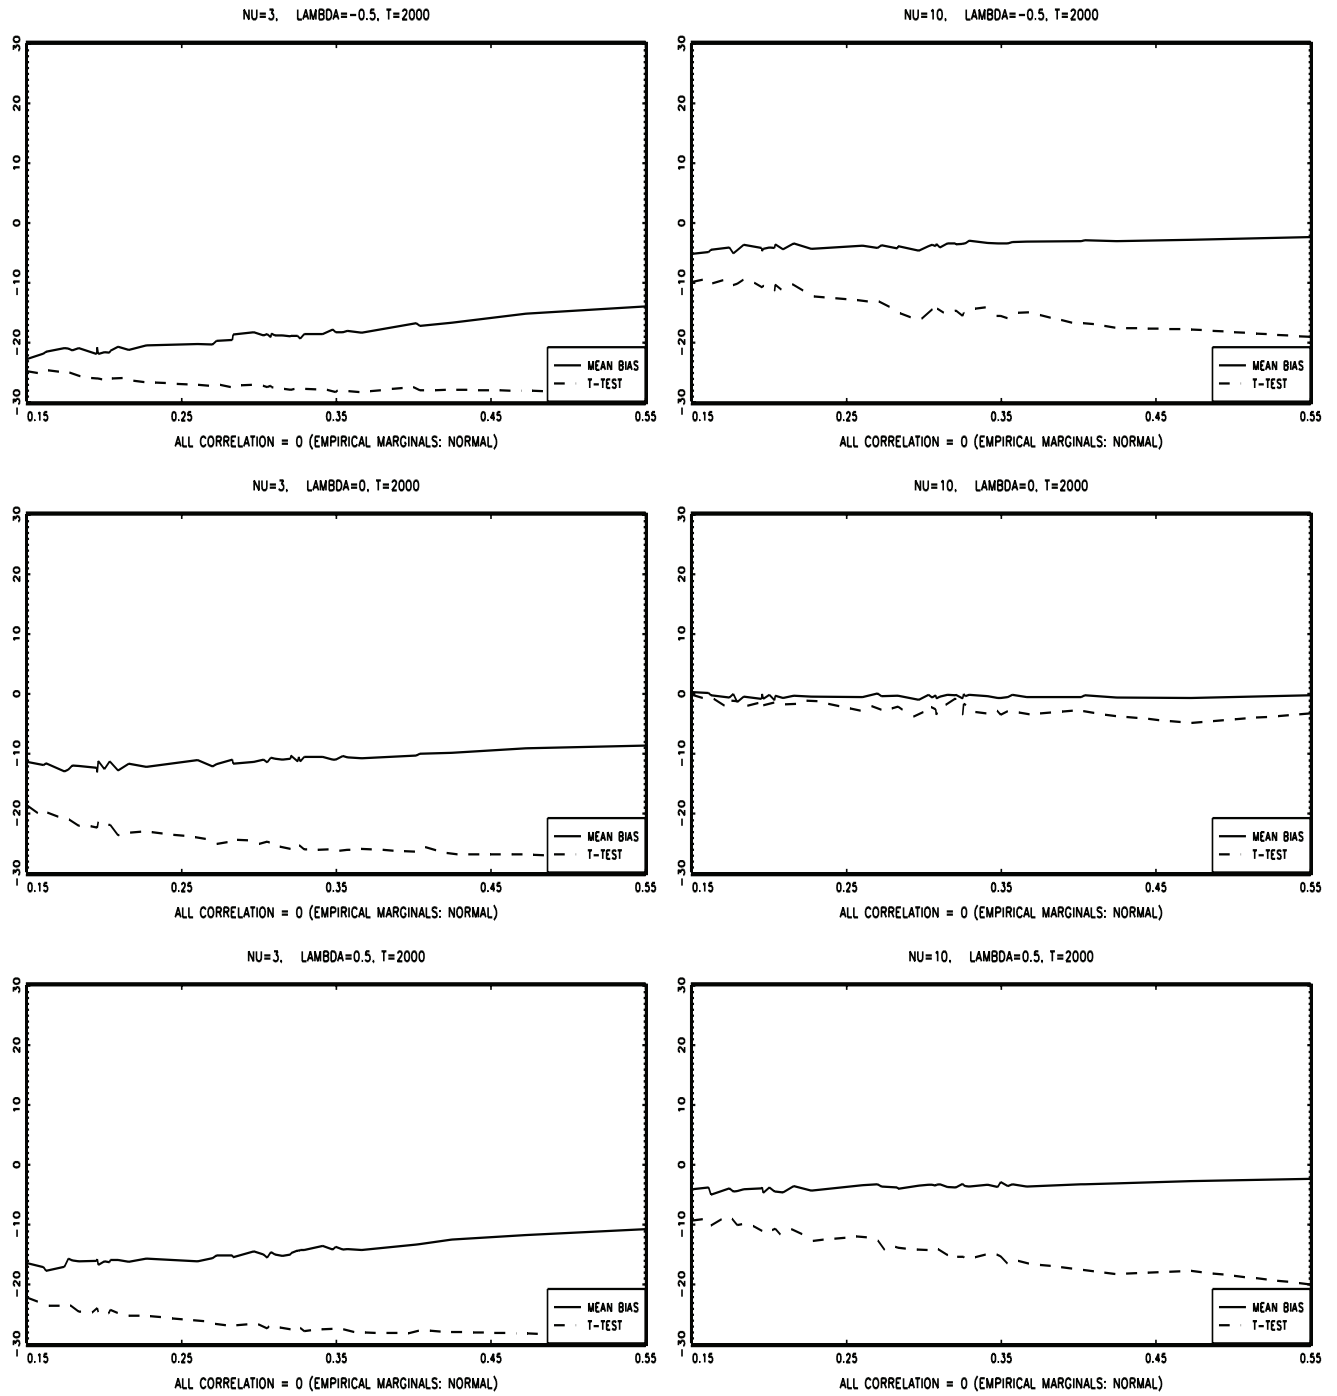 NU=3, LAMBDA=-0.5, T=2000
30
20
10
0
-10
-20
-30
MEAN BIAS
T-TEST
0.15 0.25 0.35 0.45 0.55
ALL CORRELATION = 0 (EMPIRICAL MARGINALS: NORMAL)
NU=10, LAMBDA=-0.5, T=2000
30
20
10
0
-10
-20
-30
MEAN BIAS
T-TEST
0.15 0.25 0.35 0.45 0.55
ALL CORRELATION = 0 (EMPIRICAL MARGINALS: NORMAL)
NU=3, LAMBDA=0, T=2000
30
20
10
0
-10
-20
-30
MEAN BIAS
T-TEST
0.15 0.25 0.35 0.45 0.55
ALL CORRELATION = 0 (EMPIRICAL MARGINALS: NORMAL)
NU=10, LAMBDA=0, T=2000
30
20
10
0
-10
-20
-30
MEAN BIAS
T-TEST
0.15 0.25 0.35 0.45 0.55
ALL CORRELATION = 0 (EMPIRICAL MARGINALS: NORMAL)
NU=3, LAMBDA=0.5, T=2000
30
20
10
0
-10
-20
-30
MEAN BIAS
T-TEST
0.15 0.25 0.35 0.45 0.55
ALL CORRELATION = 0 (EMPIRICAL MARGINALS: NORMAL)
NU=10, LAMBDA=0.5, T=2000
30
20
10
0
-10
-20
-30
MEAN BIAS
T-TEST
0.15 0.25 0.35 0.45 0.55
ALL CORRELATION = 0 (EMPIRICAL MARGINALS: NORMAL)